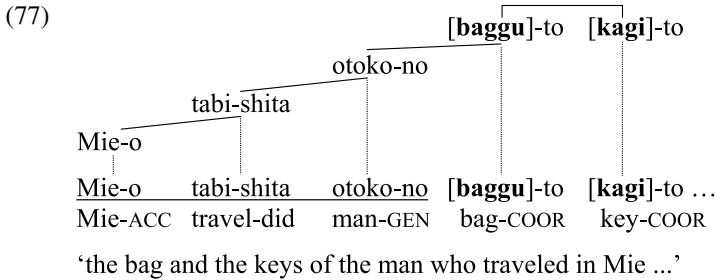 (77) [baggu]-to [kagi]-to
otoko-no
tabi-shita
Mie-o
Mie-o tabi-shita otoko-no [baggu]-to [kagi]-to ...
Mie-ACC travel-did man-GEN bag-COOR key-COOR
‘the bag and the keys of the man who traveled in Mie ...’